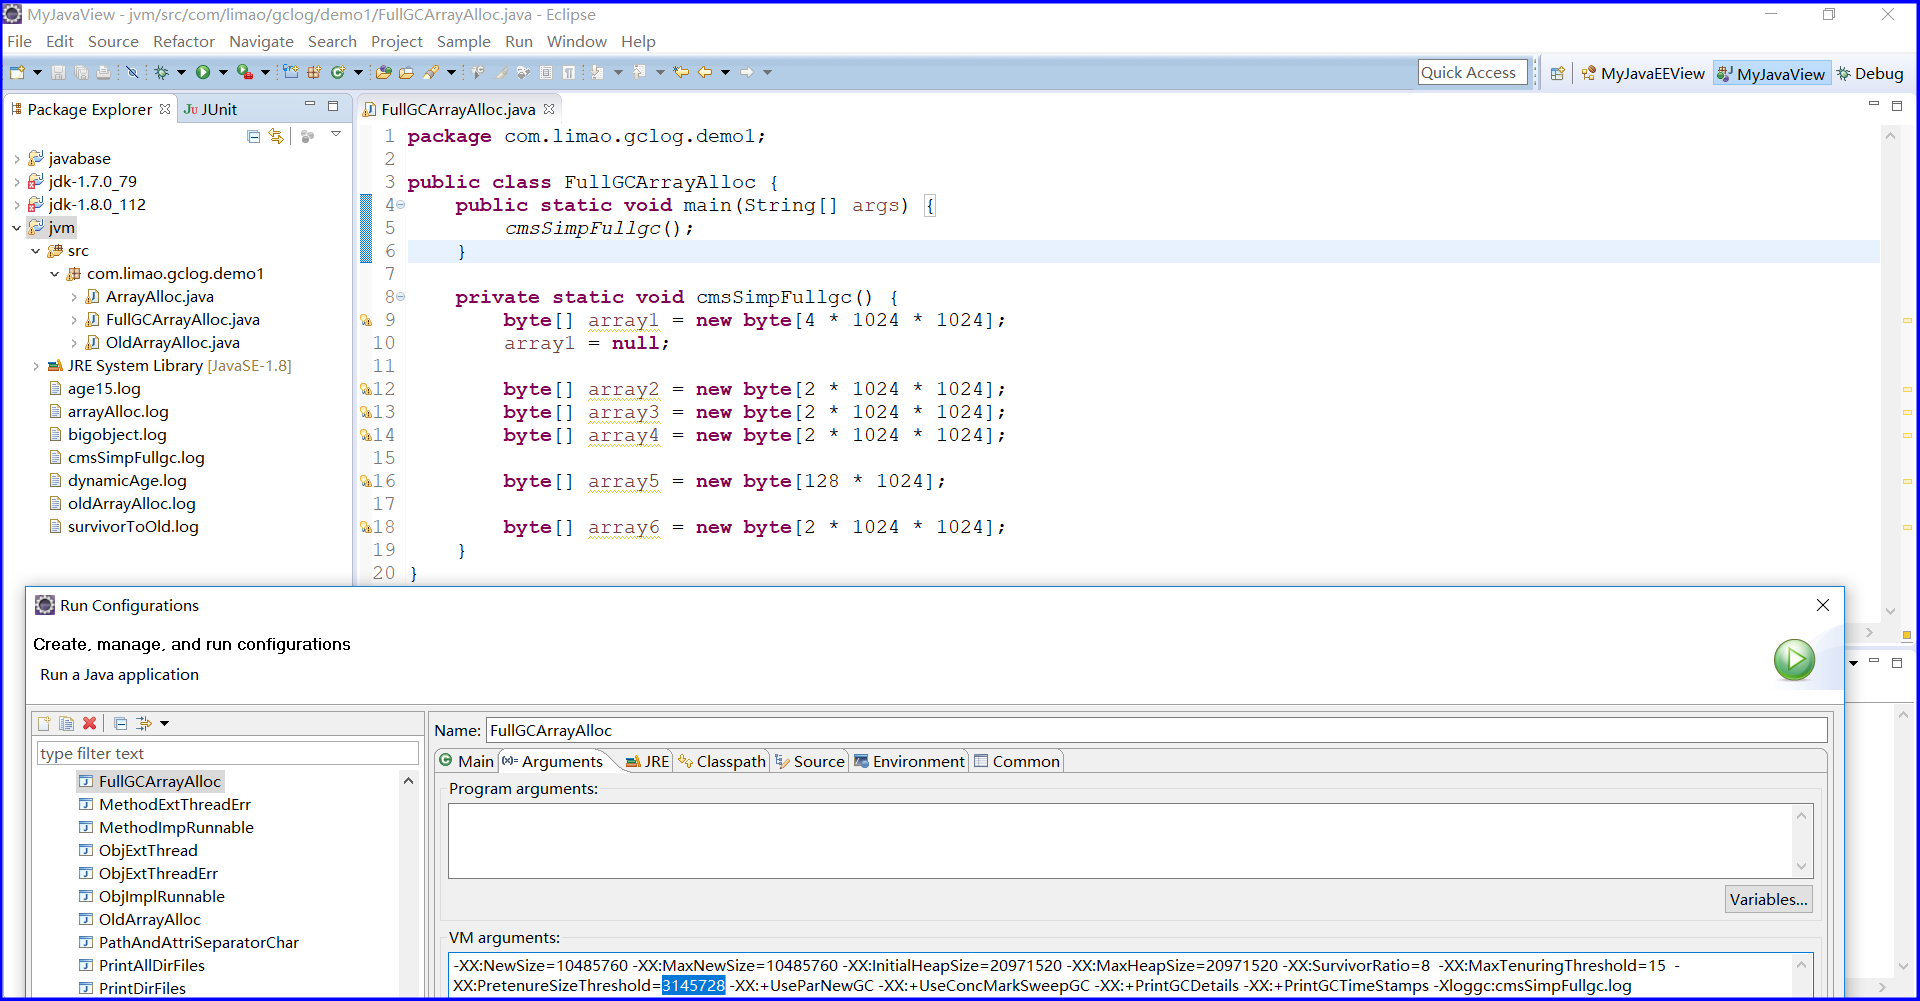 MyJavaView - jvm/src/com/limao/gclog/demo1/FullGCArrayAlloc.java - Eclipse
File Edit Source Refactor Navigate Search Project Sample Run Window Help
Quick Access
MyJavaEEView
MyJavaView
Debug
Package Explorer
JUnit
javabase
jdk-1.7.0_79
jdk-1.8.0_112
jvm
src
com.limao.gclog.demo1
ArrayAlloc.java
FullGCArrayAlloc.java
OldArrayAlloc.java
JRE System Library [JavaSE-1.8]
age15.log
arrayAlloc.log
bigobject.log
cmsSimpFullgc.log
dynamicAge.log
oldArrayAlloc.log
survivorToOld.log
FullGCArrayAlloc.java
1 package com.limao.gclog.demo1;
2
3 public class FullGCArrayAlloc {
4 public static void main(String[] args) {
5 cmsSimpFullgc();
6 }
7
8 private static void cmsSimpFullgc() {
9 byte[] array1 = new byte[4 * 1024 * 1024];
10 array1 = null;
11
12 byte[] array2 = new byte[2 * 1024 * 1024];
13 byte[] array3 = new byte[2 * 1024 * 1024];
14 byte[] array4 = new byte[2 * 1024 * 1024];
15
16 byte[] array5 = new byte[128 * 1024];
17
18 byte[] array6 = new byte[2 * 1024 * 1024];
19 }
20 }
Run Configurations
Create, manage, and run configurations
Run a Java application
type filter text
FullGCArrayAlloc
MethodExtThreadErr
MethodImpRunnable
ObjExtThread
ObjExtThreadErr
ObjImplRunnable
OldArrayAlloc
PathAndAttriSeparatorChar
PrintAllDirFiles
PrintDirFiles
Name: FullGCArrayAlloc
Main (x)= Arguments JRE Classpath Source Environment Common
Program arguments:
Variables...
VM arguments:
-XX:NewSize=10485760 -XX:MaxNewSize=10485760 -XX:InitialHeapSize=20971520 -XX:MaxHeapSize=20971520 -XX:SurvivorRatio=8 -XX:MaxTenuringThreshold=15 -
XX:PretenureSizeThreshold=3145728 -XX:+UseParNewGC -XX:+UseConcMarkSweepGC -XX:+PrintGCDetails -XX:+PrintGCTimeStamps -Xloggc:cmsSimpFullgc.log